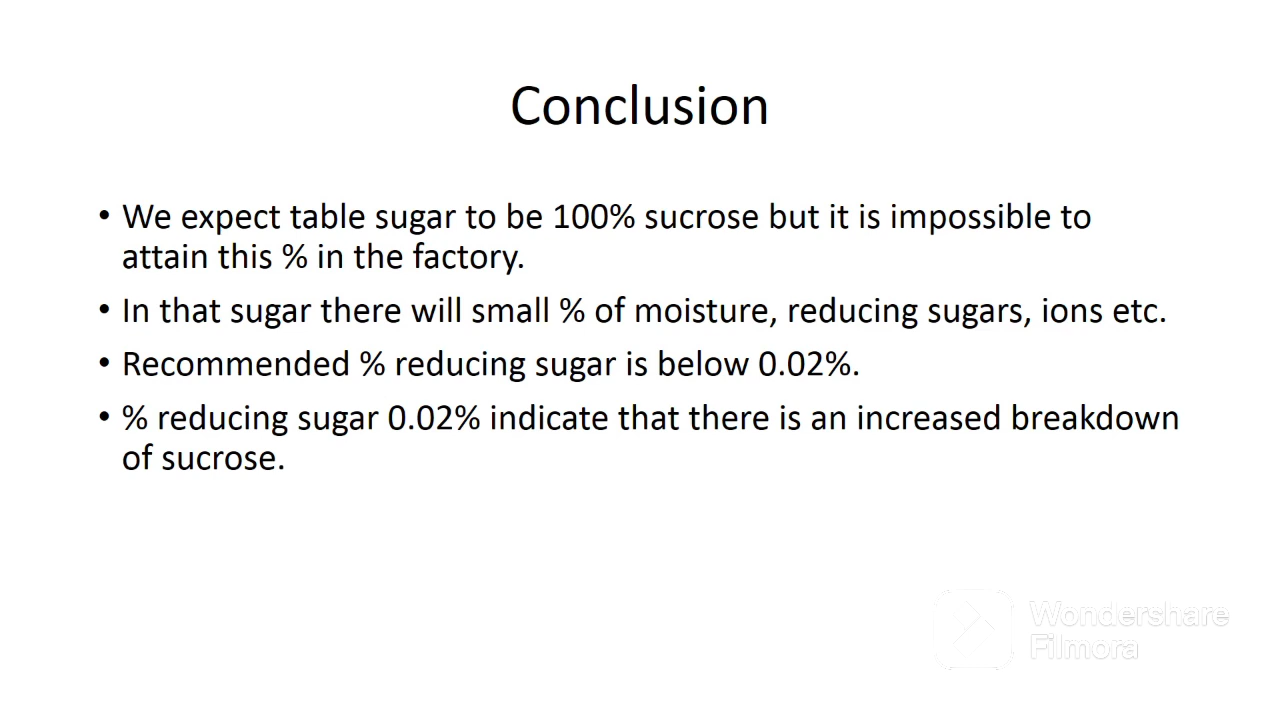 Conclusion
• We expect table sugar to be 100% sucrose but it is impossible to
attain this % in the factory.
• In that sugar there will small % of moisture, reducing sugars, ions etc.
• Recommended % reducing sugar is below 0.02%.
• % reducing sugar 0.02% indicate that there is an increased breakdown
of sucrose.
Wondershare
Filmora